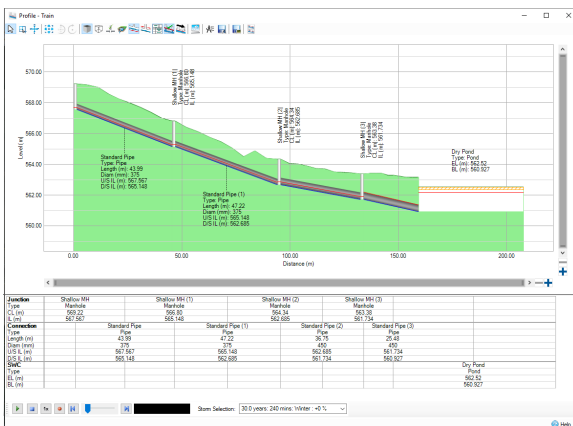 Profile - Train
570.00
568.00
566.00
564.00
562.00
560.00
Level (m)
Shallow MH (1)
Type: Manhole
CL (m): 566.80
IL (m): 565.148
Shallow MH (2)
Type: Manhole
CL (m): 564.34
IL (m): 562.685
Shallow MH (3)
Type: Manhole
CL (m): 563.38
IL (m): 561.734
Dry Pond
Type: Pond
EL (m): 562.52
BL (m): 560.927
Standard Pipe
Type: Pipe
Length (m): 43.99
Diam (mm): 375
U/S IL (m): 567.567
D/S IL (m): 565.148
Standard Pipe (1)
Type: Pipe
Length (m): 47.22
Diam (mm): 375
U/S IL (m): 565.148
D/S IL (m): 562.685
0.00 50.00 100.00 150.00 200.00
Distance (m)
Junction Shallow MH Shallow MH (1) Shallow MH (2) Shallow MH (3)
Type Manhole Manhole Manhole Manhole
CL (m) 569.22 566.80 564.34 563.38
IL (m) 567.567 565.148 562.685 561.734
Connection Standard Pipe Standard Pipe (1) Standard Pipe (2) Standard Pipe (3)
Type Pipe Pipe Pipe Pipe
Length (m) 43.99 47.22 36.75 25.48
Diam (mm) 375 375 450 450
U/S IL (m) 567.567 565.148 562.685 561.734
D/S IL (m) 565.148 562.685 561.734 560.927
SWC Dry Pond
Type Pond
EL (m) 562.52
BL (m) 560.927
1x Storm Selection: 30.0 years: 240 mins: Winter : +0 %
Help